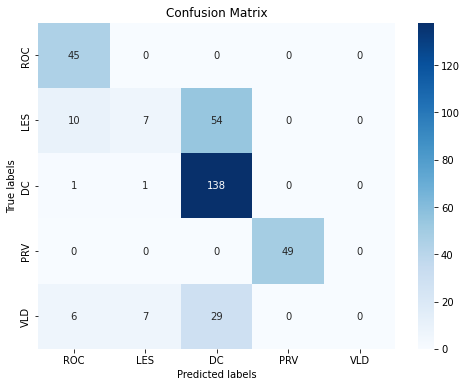 Confusion Matrix
ROC 45 0 0 0 0
LES 10 7 54 0 0
DC 1 1 138 0 0
PRV 0 0 0 49 0
VLD 6 7 29 0 0
ROC LES DC PRV VLD
Predicted labels
True labels
120
100
80
60
40
20
0